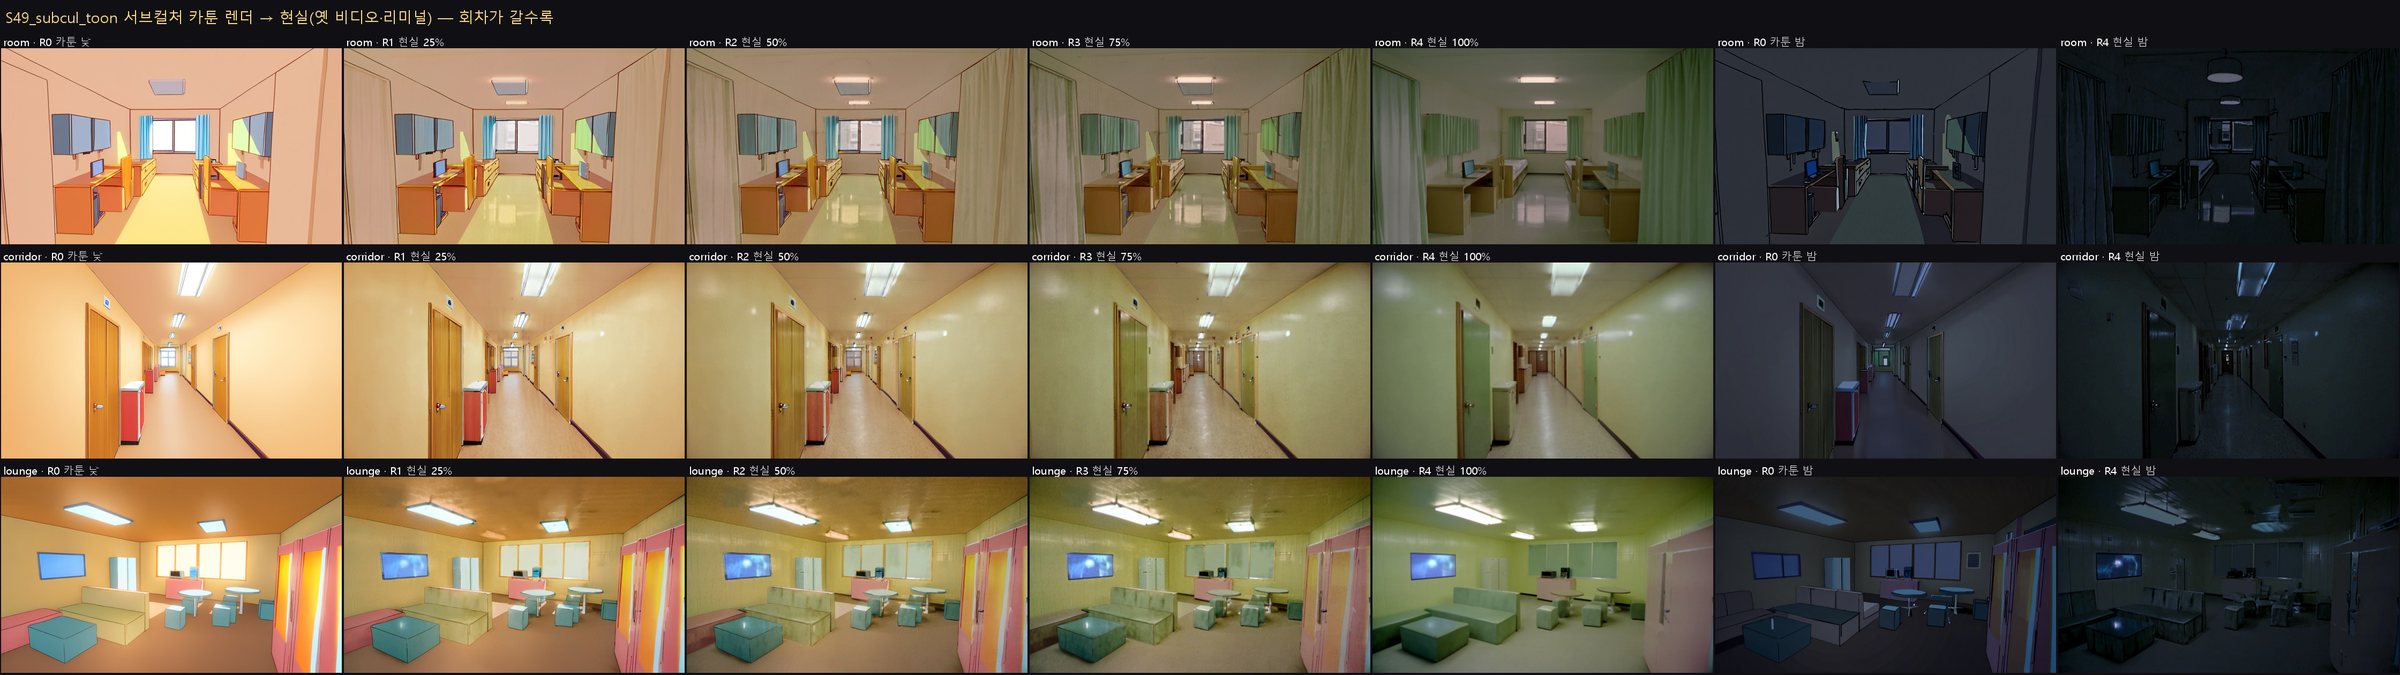 S49_subcul_toon 서브컬처 카툰 렌더 → 현실(옛 비디오·리미널) — 회차가 갈수록
room · R0 카툰 낮
room · R1 현실 25%
room · R2 현실 50%
room · R3 현실 75%
room · R4 현실 100%
room · R0 카툰 밤
room · R4 현실 밤
corridor · R0 카툰 낮
corridor · R1 현실 25%
corridor · R2 현실 50%
corridor · R3 현실 75%
corridor · R4 현실 100%
corridor · R0 카툰 밤
corridor · R4 현실 밤
lounge · R0 카툰 낮
lounge · R1 현실 25%
lounge · R2 현실 50%
lounge · R3 현실 75%
lounge · R4 현실 100%
lounge · R0 카툰 밤
lounge · R4 현실 밤